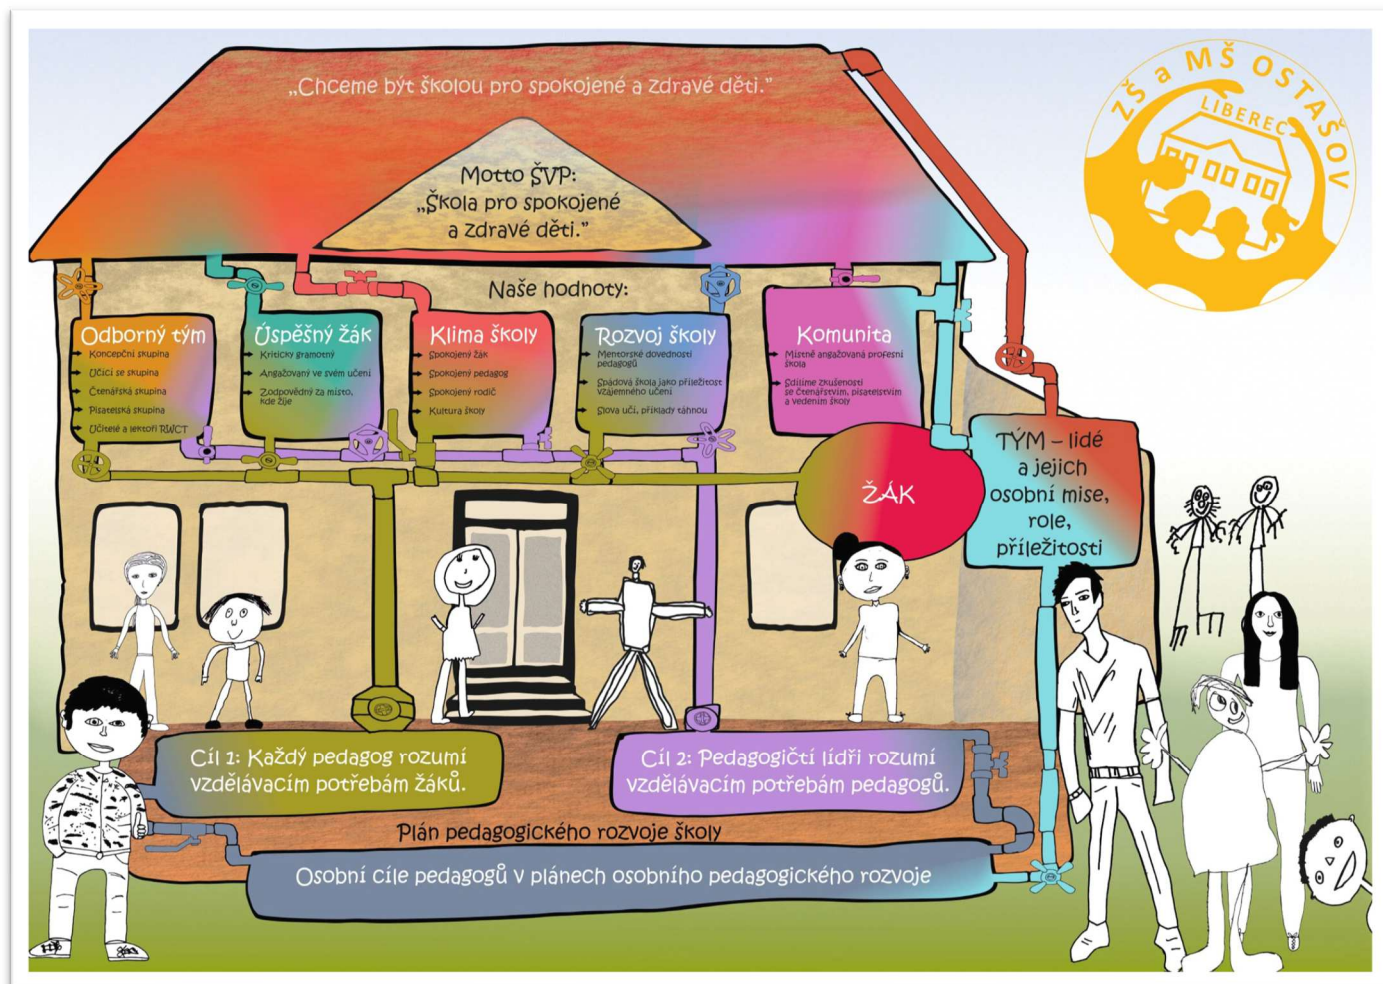 „Chceme být školou pro spokojené a zdravé děti.”
ZŠ a MŠ OSTAŠOV
LIBEREC
Motto ŠVP:
„Škola pro spokojené
a zdravé děti.”
Naše hodnoty:
Odborný tým
Koncepční skupina
Učící se skupina
Čtenářská skupina
Pisatelská skupina
Učitelé a lektoři RWCT
Úspěšný žák
Kriticky gramotný
Angažovaný ve svém učení
Zodpovědný za místo,
kde žije
Klima školy
Spokojený žák
Spokojený pedagog
Spokojený rodič
Kultura školy
Rozvoj školy
Mentorské dovednosti
pedagogů
Spádová škola jako příležitost
vzájemného učení
Slova učí, příklady táhnou
Komunita
Místně angažovaná profesní
škola
Sdílíme zkušenosti
se čtenářstvím, pisatelstvím
a vedením školy
ŽÁK
TÝM – lidé
a jejich
osobní mise,
role,
příležitosti
Cíl 1: Každý pedagog rozumí
vzdělávacím potřebám žáků.
Cíl 2: Pedagogičtí lídři rozumí
vzdělávacím potřebám pedagogů.
Plán pedagogického rozvoje školy
Osobní cíle pedagogů v plánech osobního pedagogického rozvoje